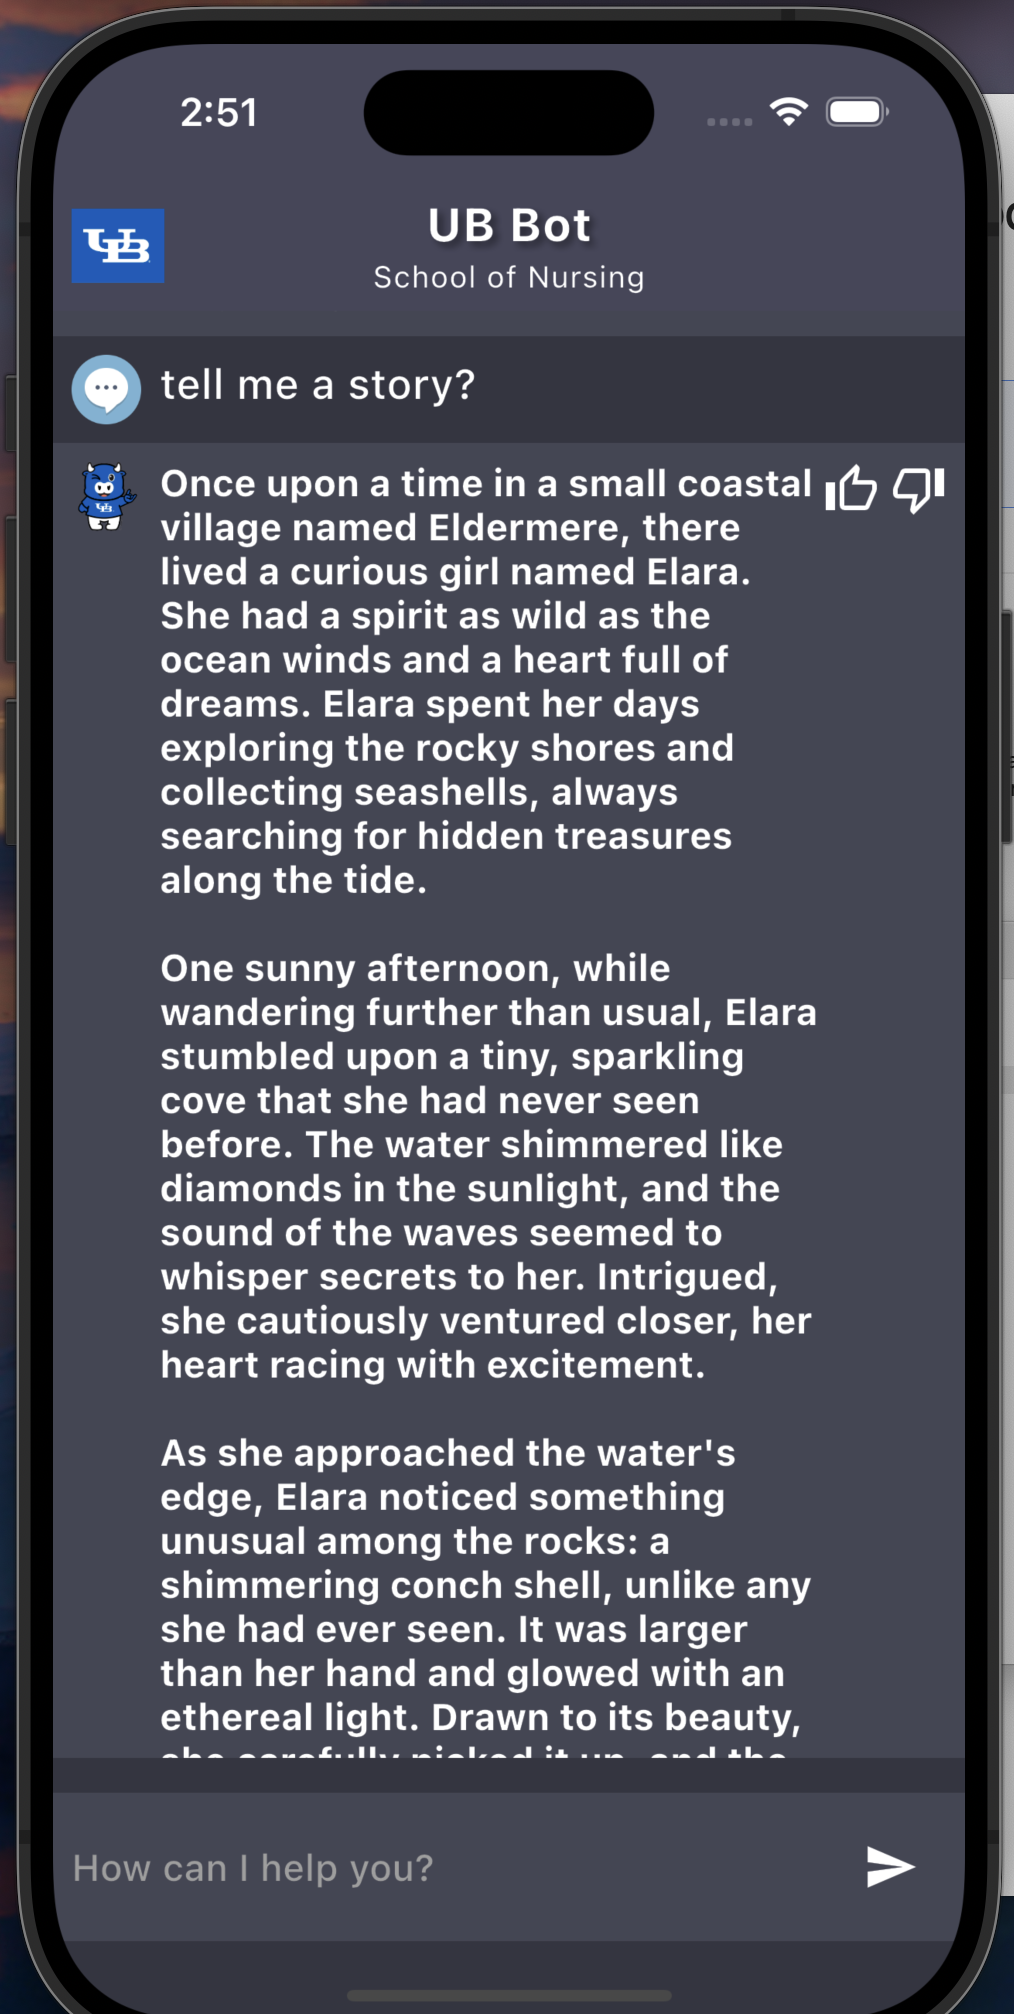 2:51
UB
UB Bot
School of Nursing
tell me a story?
Once upon a time in a small coastal
village named Eldermere, there
lived a curious girl named Elara.
She had a spirit as wild as the
ocean winds and a heart full of
dreams. Elara spent her days
exploring the rocky shores and
collecting seashells, always
searching for hidden treasures
along the tide.
One sunny afternoon, while
wandering further than usual, Elara
stumbled upon a tiny, sparkling
cove that she had never seen
before. The water shimmered like
diamonds in the sunlight, and the
sound of the waves seemed to
whisper secrets to her. Intrigued,
she cautiously ventured closer, her
heart racing with excitement.
As she approached the water's
edge, Elara noticed something
unusual among the rocks: a
shimmering conch shell, unlike any
she had ever seen. It was larger
than her hand and glowed with an
ethereal light. Drawn to its beauty,
she carefully picked it up, and the
How can I help you?